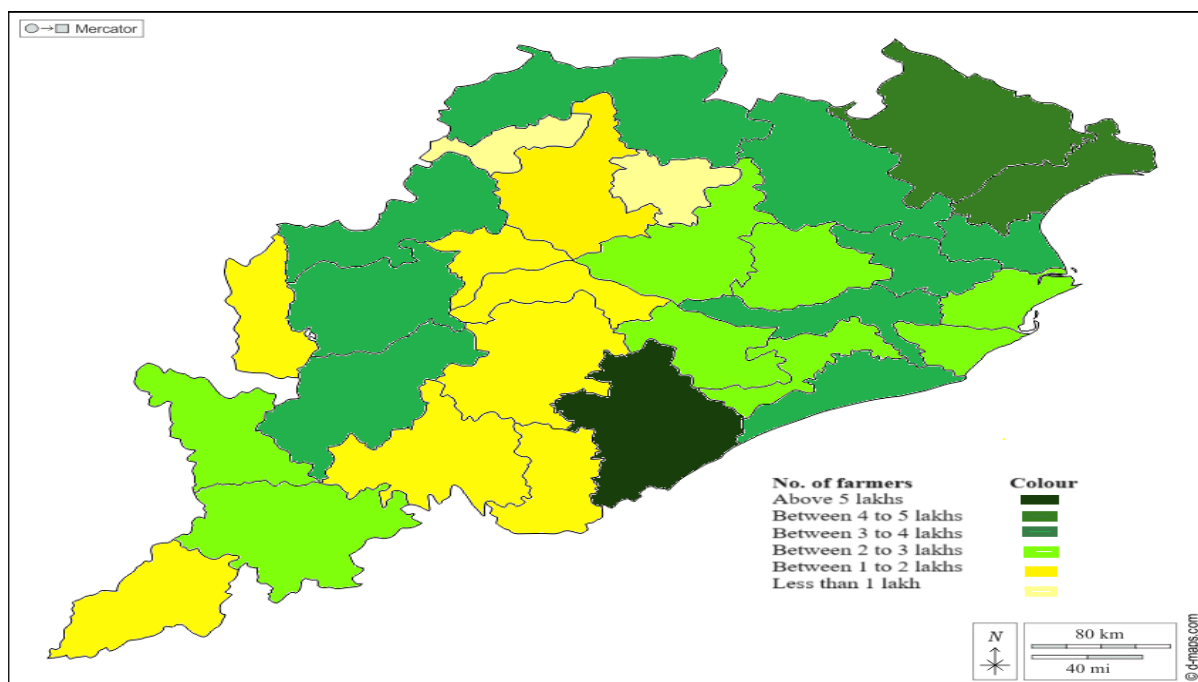 Mercator
No. of farmers Colour
Above 5 lakhs
Between 4 to 5 lakhs
Between 3 to 4 lakhs
Between 2 to 3 lakhs
Between 1 to 2 lakhs
Less than 1 lakh
N
80 km
40 mi
© d-maps.com